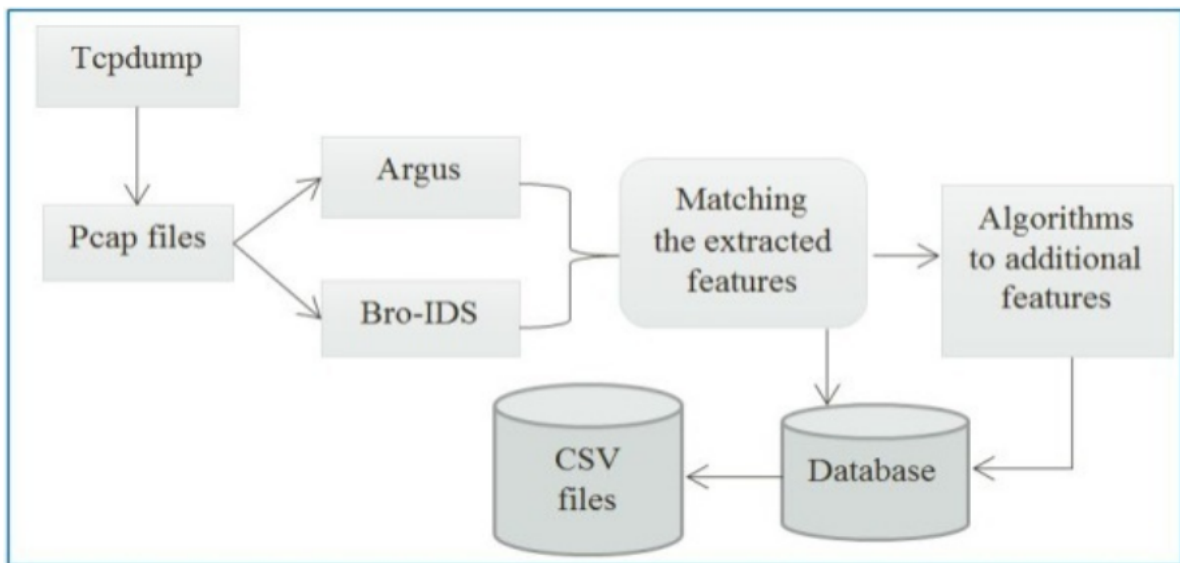 Tcpdump
Pcap files
Argus
Bro-IDS
Matching
the extracted
features
Algorithms
to additional
features
CSV
files
Database